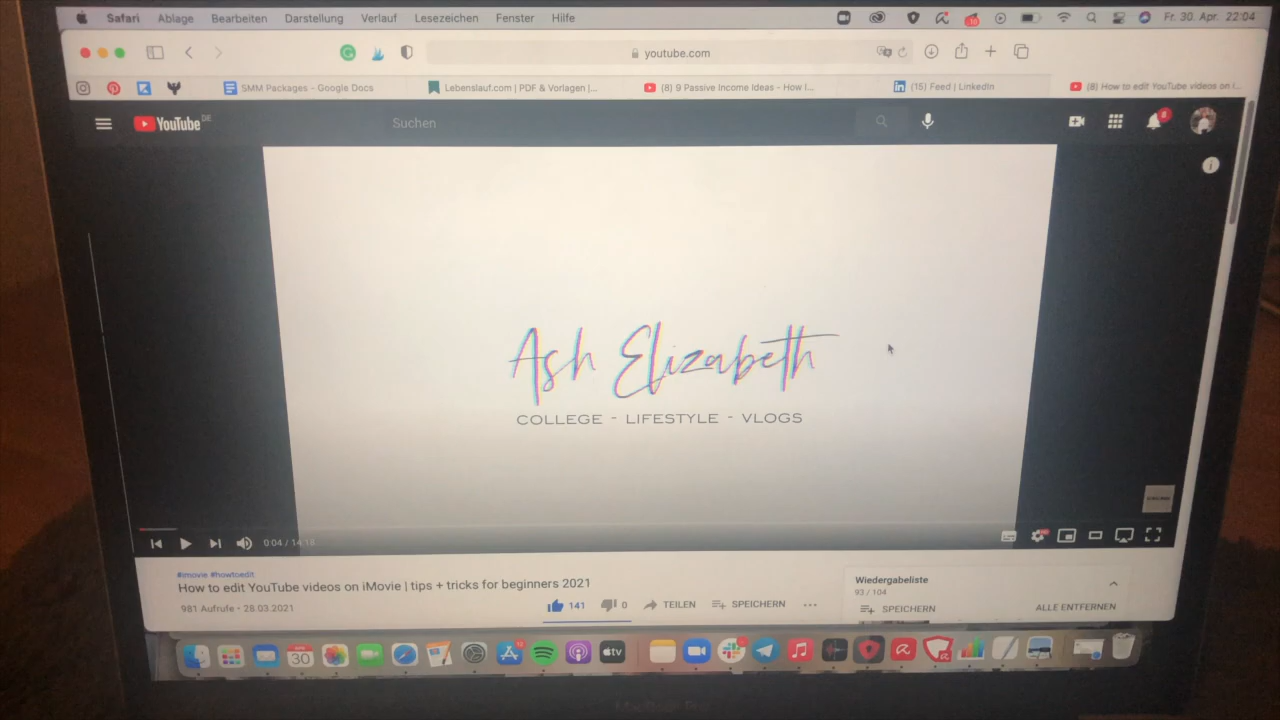 Safari Ablage Bearbeiten Darstellung Verlauf Lesezeichen Fenster Hilfe Fr. 30. Apr. 22:04
youtube.com
SMM Packages - Google Docs Lebenslauf.com | PDF & Vorlagen |... (8) 9 Passive Income Ideas - How I... (15) Feed | LinkedIn (8) How to edit YouTube videos on i...
YouTube DE Suchen
Ash Elizabeth
COLLEGE - LIFESTYLE - VLOGS
0:04 / 14:18
#imovie #howtoedit
How to edit YouTube videos on iMovie | tips + tricks for beginners 2021
981 Aufrufe • 28.03.2021 141 0 TEILEN SPEICHERN
Wiedergabeliste
93 / 104
SPEICHERN ALLE ENTFERNEN
30
tv
MacBook Pro